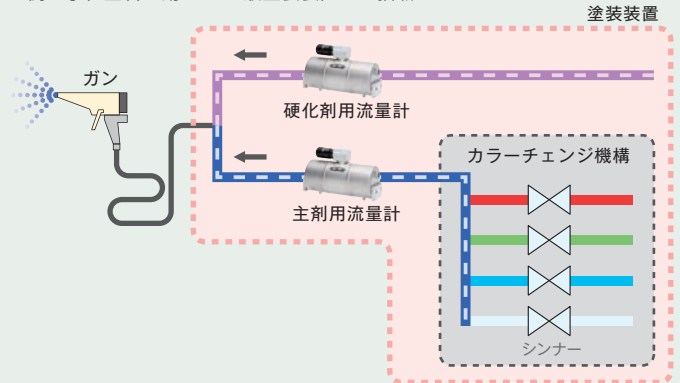 塗装装置
ガン
硬化剤用流量計
カラーチェンジ機構
主剤用流量計
シンナー